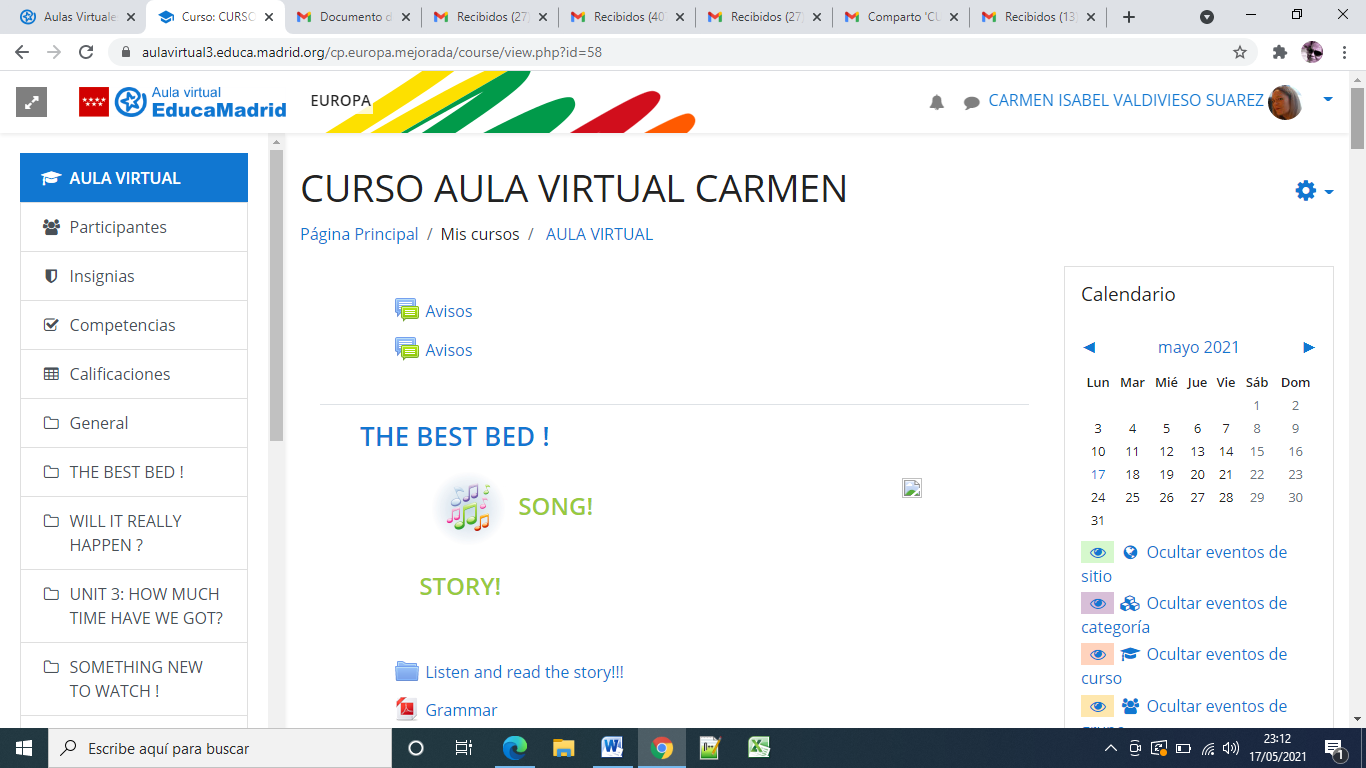 Aulas Virtuale
Curso: CURSO
Documento d
Recibidos (27)
Recibidos (40
Recibidos (27)
Comparto 'CU
Recibidos (13)
aulavirtual3.educa.madrid.org/cp.europa.mejorada/course/view.php?id=58
Aula virtual
EducaMadrid
EUROPA
CARMEN ISABEL VALDIVIESO SUAREZ
AULA VIRTUAL
Participantes
Insignias
Competencias
Calificaciones
General
THE BEST BED !
WILL IT REALLY
HAPPEN ?
UNIT 3: HOW MUCH
TIME HAVE WE GOT?
SOMETHING NEW
TO WATCH !
CURSO AULA VIRTUAL CARMEN
Página Principal / Mis cursos / AULA VIRTUAL
Avisos
Avisos
THE BEST BED !
SONG!
STORY!
Listen and read the story!!!
Grammar
Calendario
mayo 2021
Lun Mar Mié Jue Vie Sáb Dom
1 2
3 4 5 6 7 8 9
10 11 12 13 14 15 16
17 18 19 20 21 22 23
24 25 26 27 28 29 30
31
Ocultar eventos de
sitio
Ocultar eventos de
categoría
Ocultar eventos de
curso
Ocultar eventos de
Escribe aquí para buscar
23:12
17/05/2021
1